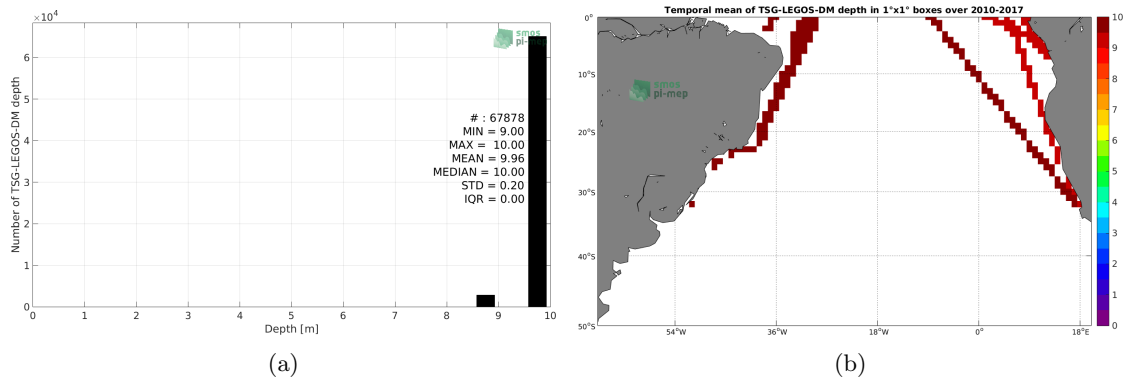 ×10⁴
6
5
4
3
2
1
0
Number of TSG-LEGOS-DM depth
smos
pi-mep
# : 67878
MIN = 9.00
MAX = 10.00
MEAN = 9.96
MEDIAN = 10.00
STD = 0.20
IQR = 0.00
0 1 2 3 4 5 6 7 8 9 10
Depth [m]
(a)
Temporal mean of TSG-LEGOS-DM depth in 1°x1° boxes over 2010-2017
0°
10°S
20°S
30°S
40°S
50°S
smos
pi-mep
54°W 36°W 18°W 0° 18°E
10
9
8
7
6
5
4
3
2
1
0
(b)